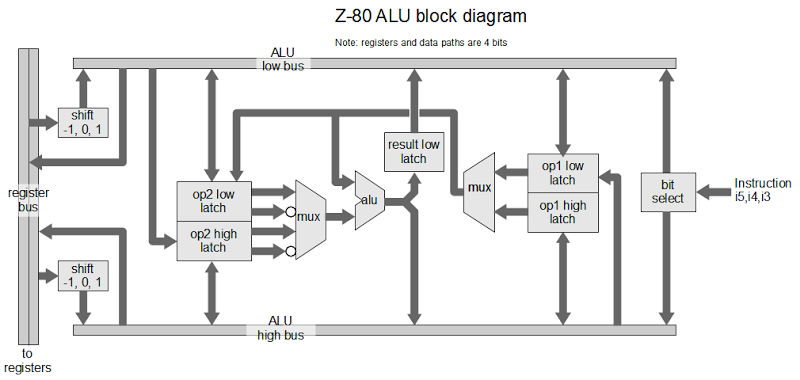 Z-80 ALU block diagram
Note: registers and data paths are 4 bits
ALU
low bus
shift
-1, 0, 1
result low
latch
register
bus
op2 low
latch
op2 high
latch
mux
alu
mux
op1 low
latch
op1 high
latch
bit
select
Instruction
i5,i4,i3
shift
-1, 0, 1
ALU
high bus
to
registers